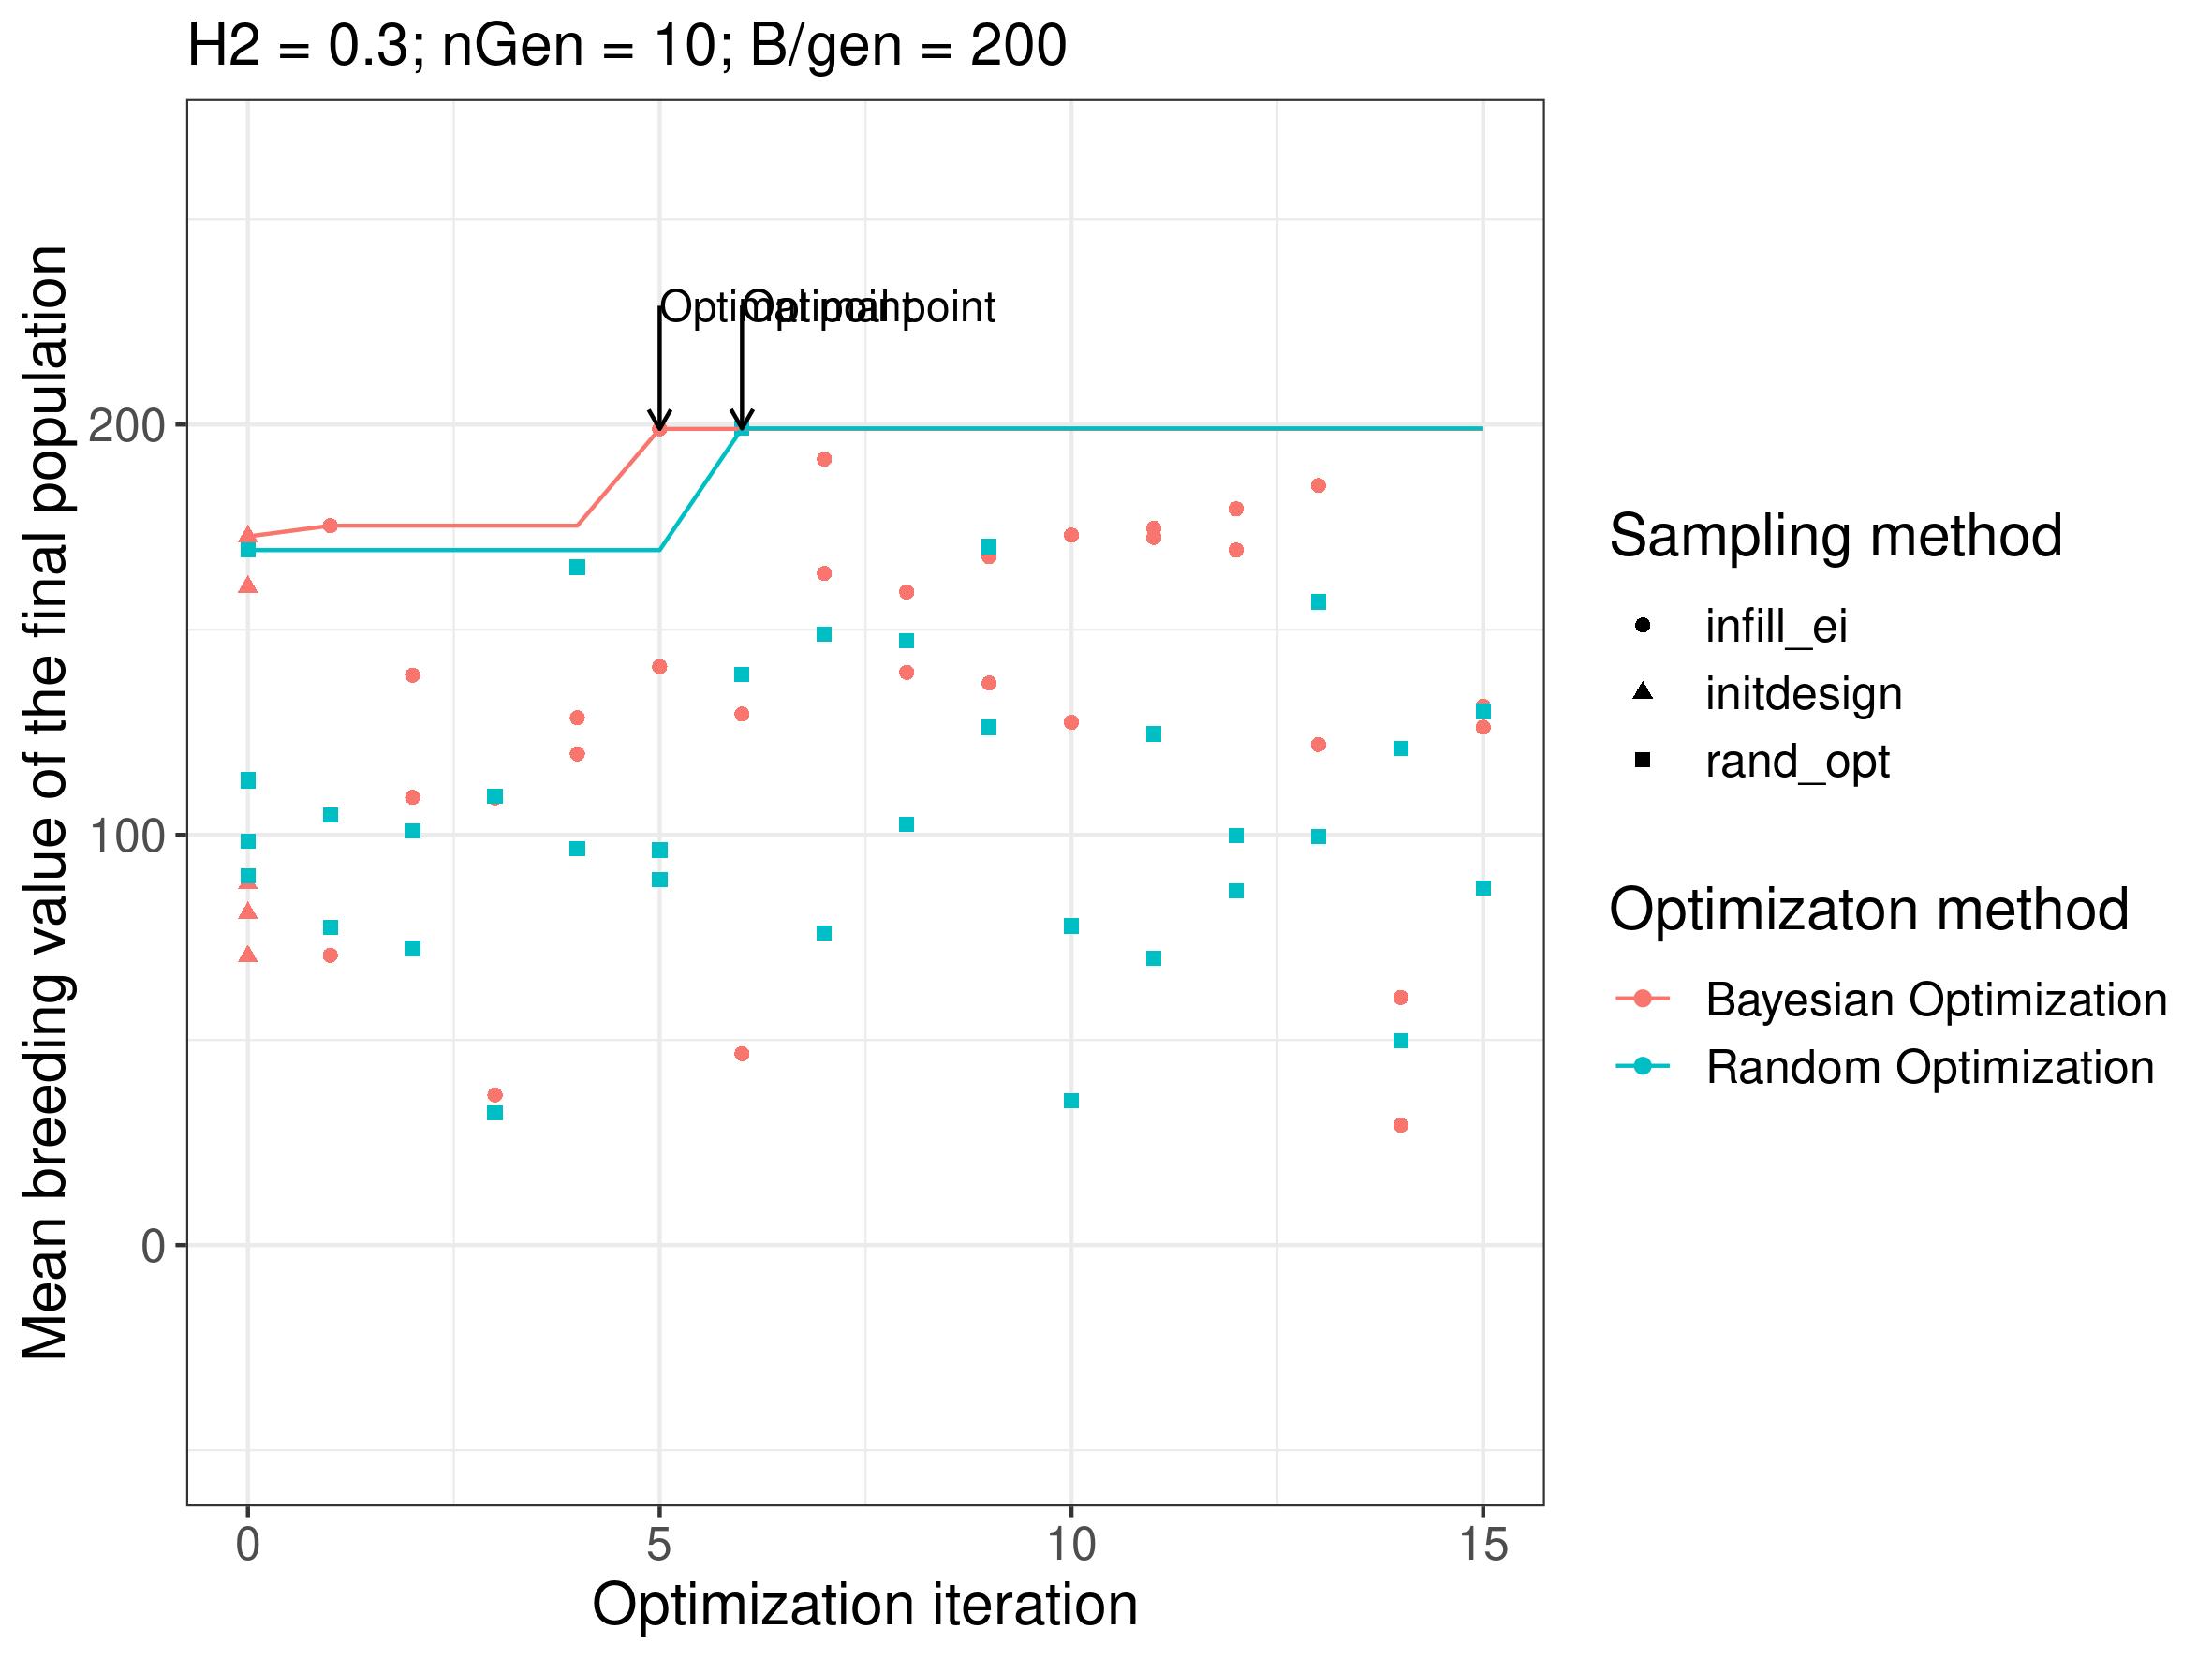 H2 = 0.3; nGen = 10; B/gen = 200
Mean breeding value of the final population
200
100
0
Optimal point
Optimal point
0
5
10
15
Optimization iteration
Sampling method
infill_ei
initdesign
rand_opt
Optimizaton method
Bayesian Optimization
Random Optimization